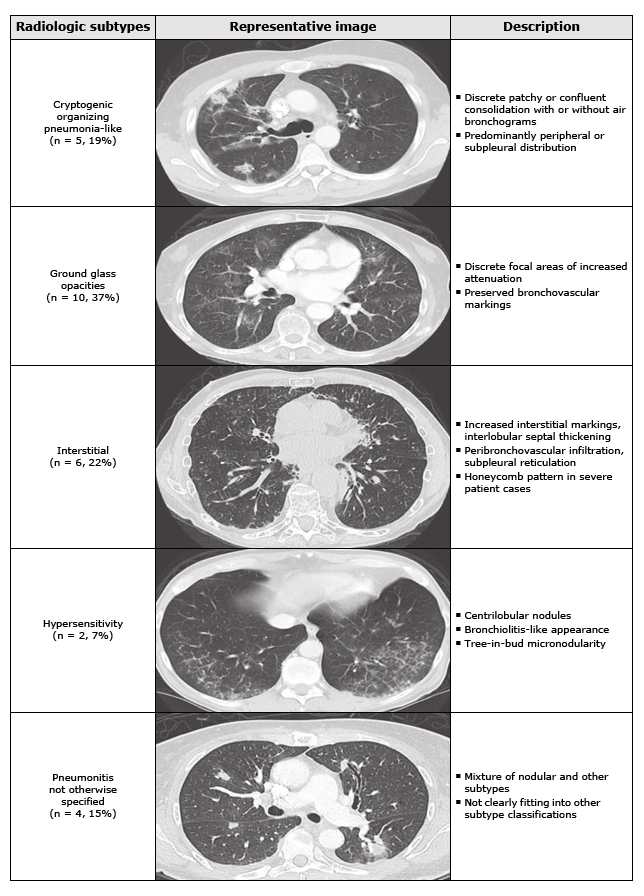 Radiologic subtypes
Representative image
Description
Cryptogenic
organizing
pneumonia-like
(n = 5, 19%)
▪ Discrete patchy or confluent
consolidation with or without air
bronchograms
▪ Predominantly peripheral or
subpleural distribution
Ground glass
opacities
(n = 10, 37%)
▪ Discrete focal areas of increased
attenuation
▪ Preserved bronchovascular
markings
Interstitial
(n = 6, 22%)
▪ Increased interstitial markings,
interlobular septal thickening
▪ Peribronchovascular infiltration,
subpleural reticulation
▪ Honeycomb pattern in severe
patient cases
Hypersensitivity
(n = 2, 7%)
▪ Centrilobular nodules
▪ Bronchiolitis-like appearance
▪ Tree-in-bud micronodularity
Pneumonitis
not otherwise
specified
(n = 4, 15%)
▪ Mixture of nodular and other
subtypes
▪ Not clearly fitting into other
subtype classifications